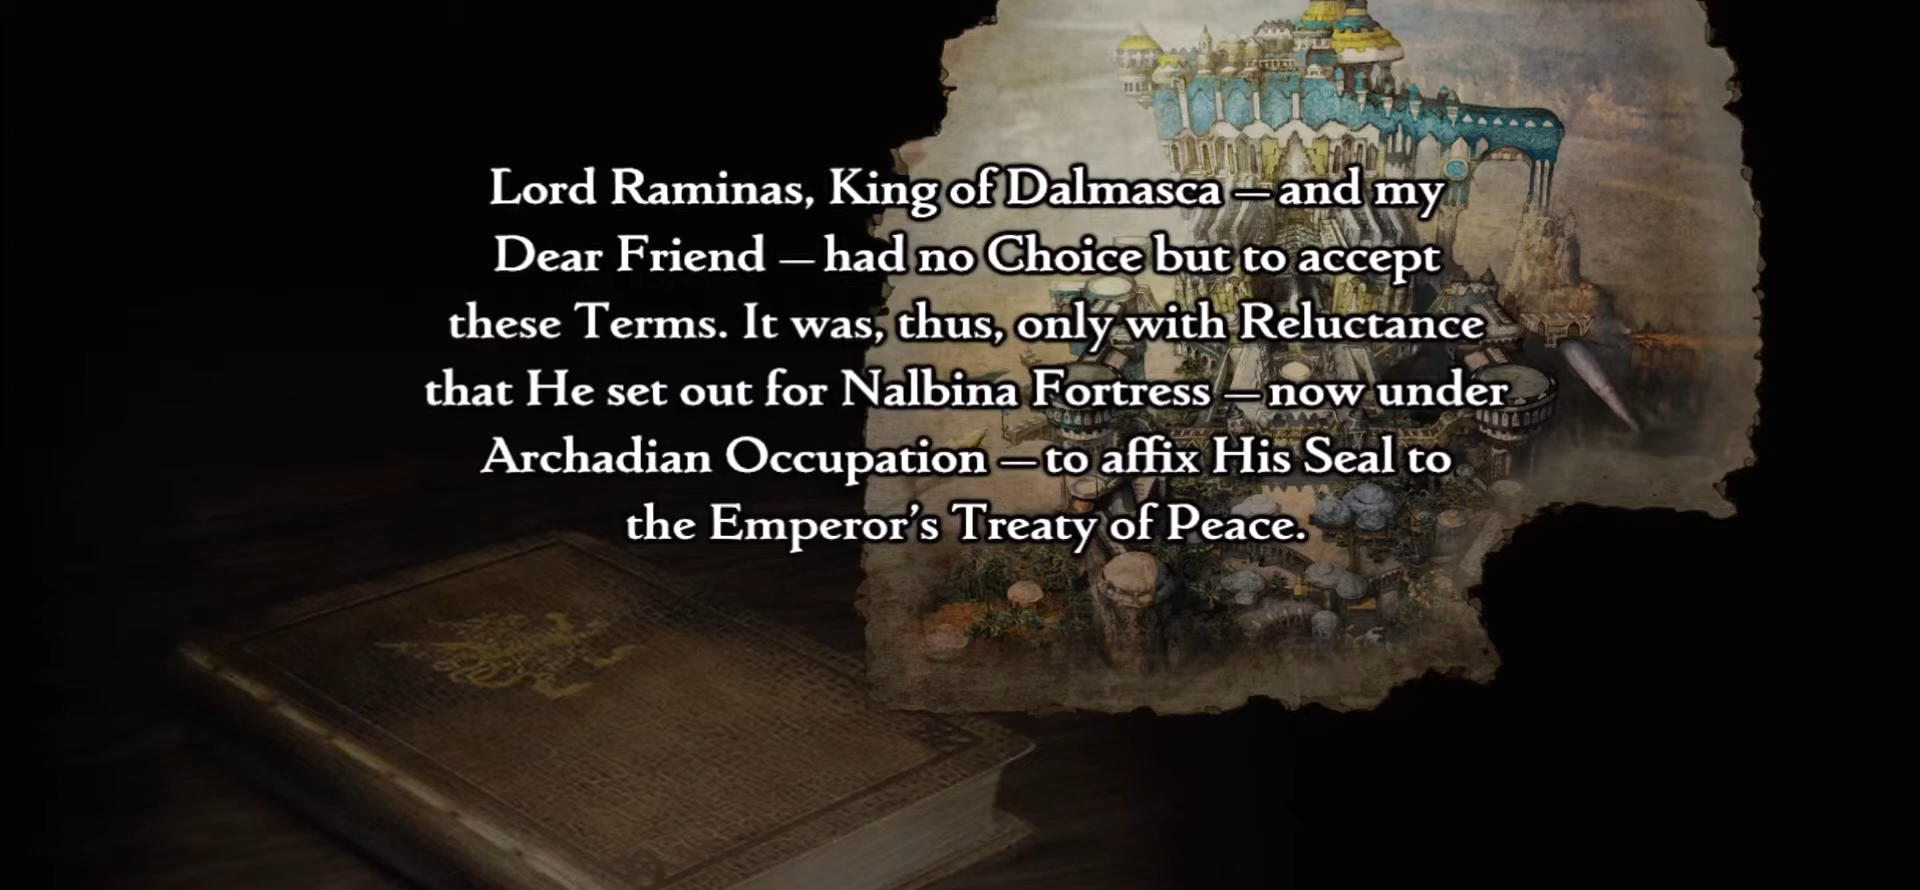 Lord Raminas, King of Dalmasca — and my
Dear Friend — had no Choice but to accept
these Terms. It was, thus, only with Reluctance
that He set out for Nalbina Fortress — now under
Archadian Occupation — to affix His Seal to
the Emperor’s Treaty of Peace.